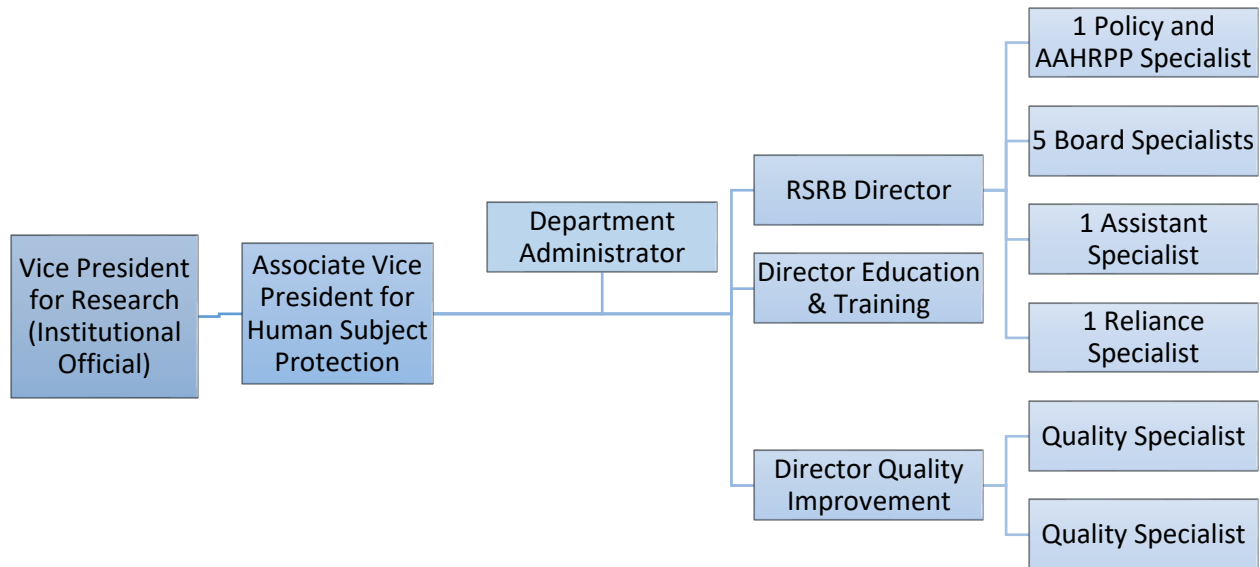 Vice President
for Research
(Institutional
Official)
Associate Vice
President for
Human Subject
Protection
Department
Administrator
RSRB Director
Director Education
& Training
Director Quality
Improvement
1 Policy and
AAHRPP Specialist
5 Board Specialists
1 Assistant
Specialist
1 Reliance
Specialist
Quality Specialist
Quality Specialist